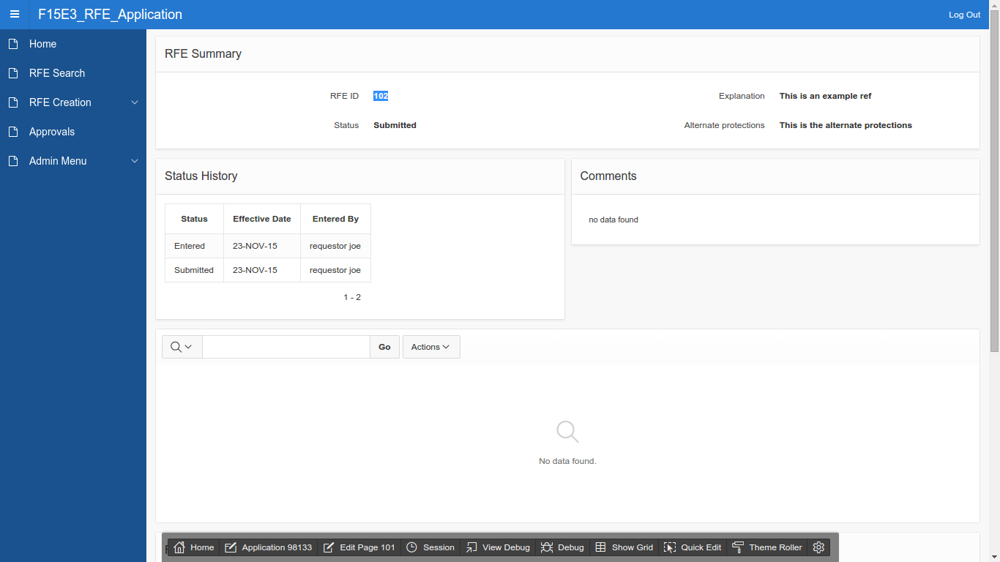 F15E3_RFE_Application
Log Out
Home
RFE Search
RFE Creation
Approvals
Admin Menu
RFE Summary
RFE ID 102
Explanation This is an example ref
Status Submitted
Alternate protections This is the alternate protections
Status History
Status Effective Date Entered By
Entered 23-NOV-15 requestor joe
Submitted 23-NOV-15 requestor joe
1 - 2
Comments
no data found
Go Actions
No data found.
Home Application 98133 Edit Page 101 Session View Debug Debug Show Grid Quick Edit Theme Roller